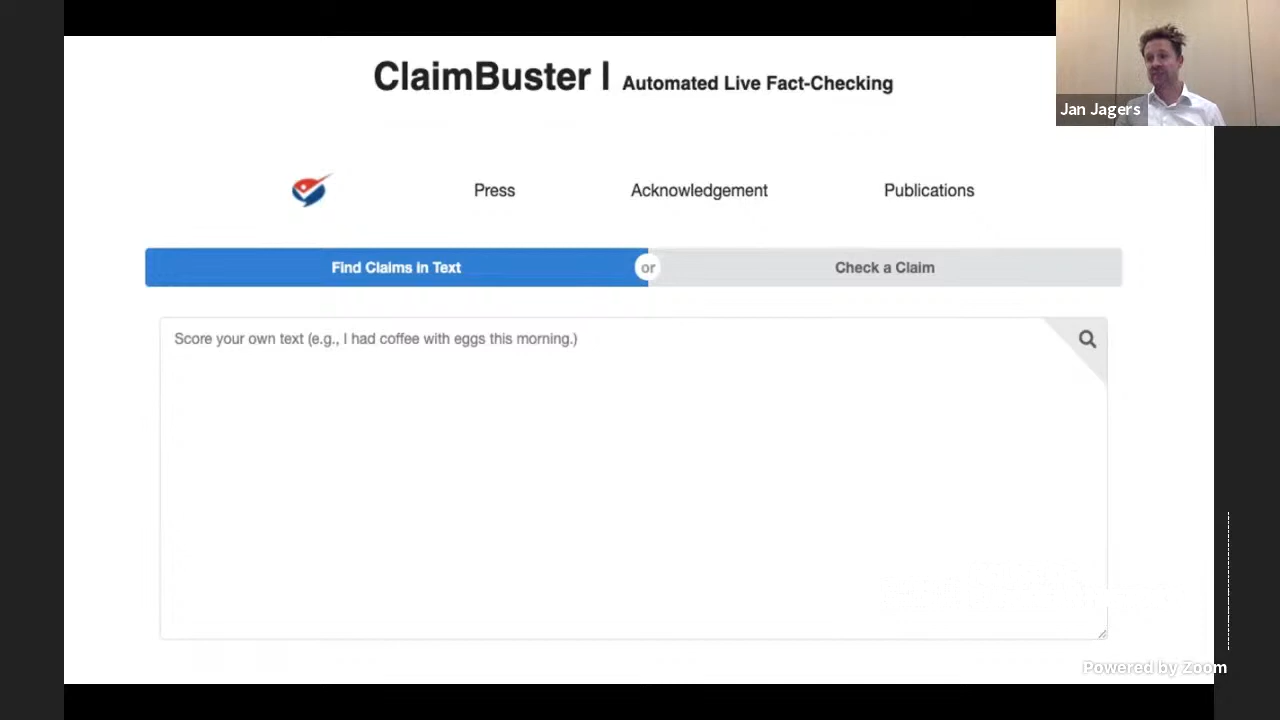 ClaimBuster | Automated Live Fact-Checking
Jan Jagers
Press Acknowledgement Publications
Find Claims in Text or Check a Claim
Score your own text (e.g., I had coffee with eggs this morning.)
Powered by Zoom